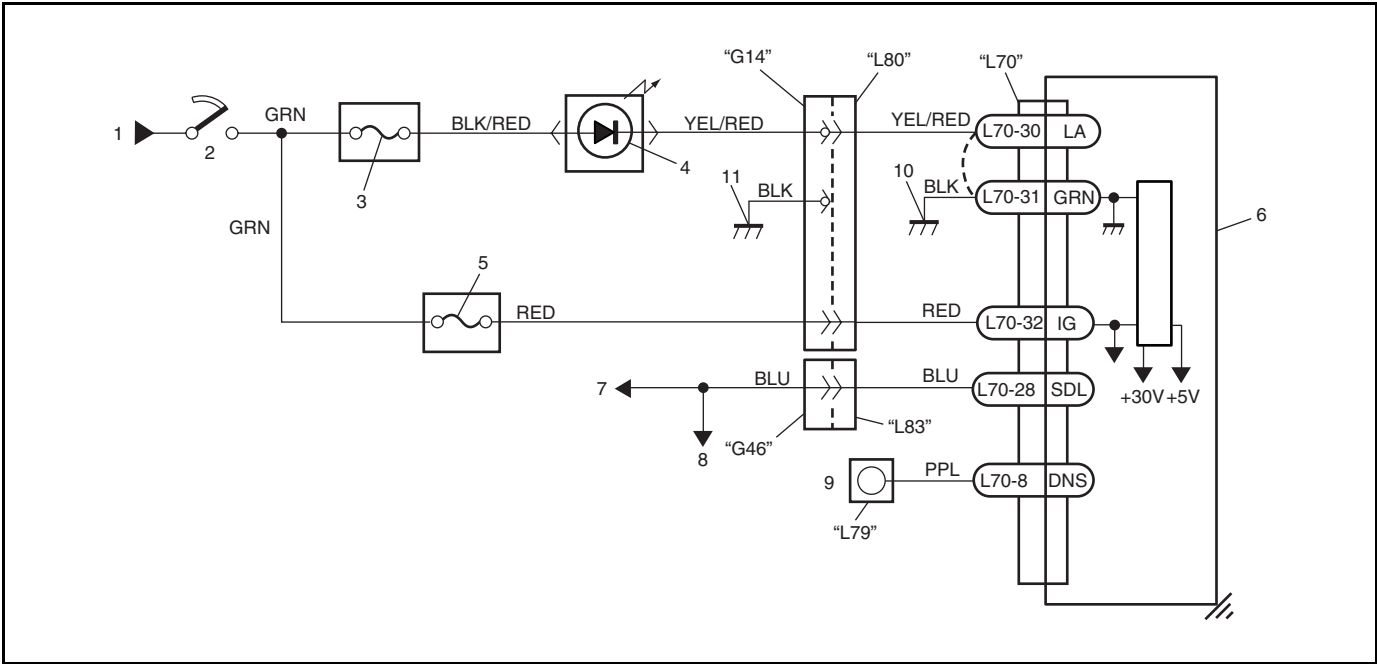 “G14”
“L80”
“L70”
1
2
GRN
3
BLK/RED
4
YEL/RED
YEL/RED
L70-30 LA
11
BLK
10
BLK
L70-31 GRN
6
GRN
5
RED
RED
L70-32 IG
+30V +5V
7
8
BLU
BLU
L70-28 SDL
“G46”
“L83”
9
PPL
L70-8 DNS
“L79”